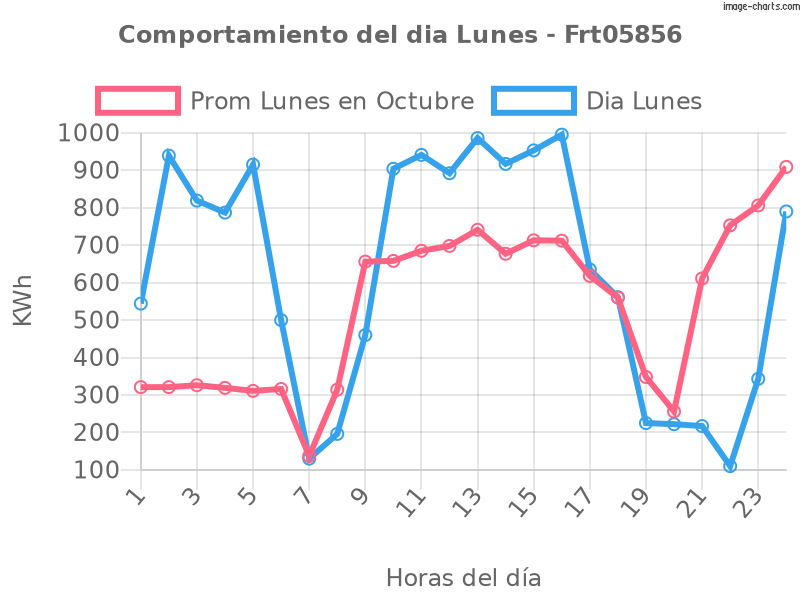 image-charts.com
Comportamiento del dia Lunes - Frt05856
Prom Lunes en Octubre Dia Lunes
1000
900
800
700
600
500
400
300
200
100
KWh
1 3 5 7 9 11 13 15 17 19 21 23
Horas del día